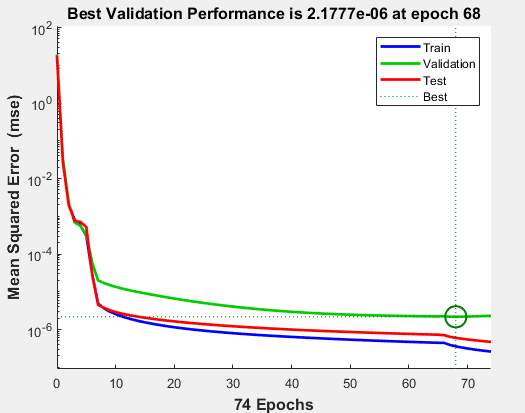 Best Validation Performance is 2.1777e-06 at epoch 68
Mean Squared Error (mse)
10^2
10^0
10^-2
10^-4
10^-6
Train
Validation
Test
Best
0 10 20 30 40 50 60 70
74 Epochs